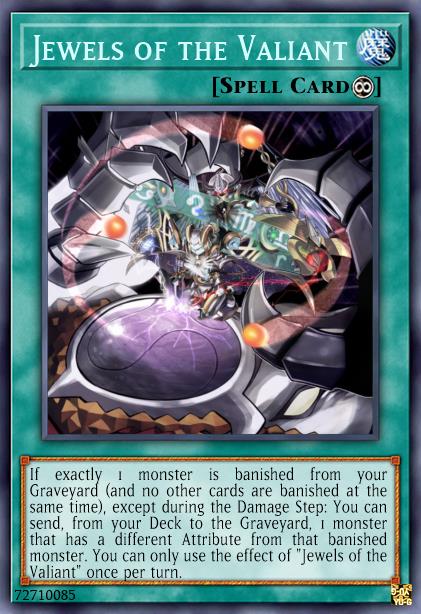 Jewels of the Valiant
魔
[Spell Card]
If exactly 1 monster is banished from your
Graveyard (and no other cards are banished at the
same time), except during the Damage Step: You can
send, from your Deck to the Graveyard, 1 monster
that has a different Attribute from that banished
monster. You can only use the effect of "Jewels of the
Valiant" once per turn.
72710085